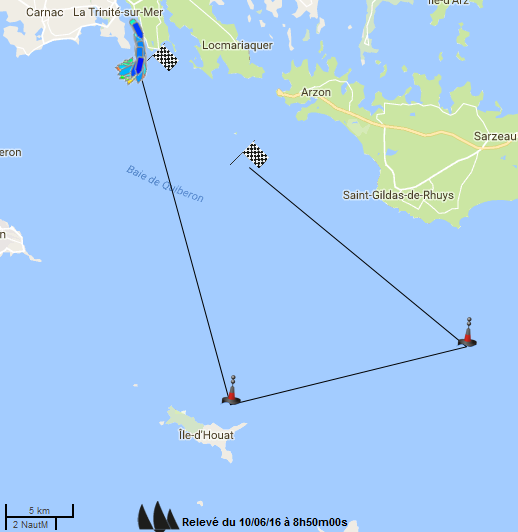 Île-d'Arz
Carnac
La Trinité-sur-Mer
Locmariaquer
Arzon
Sarzeau
eron
Baie de Quiberon
Saint-Gildas-de-Rhuys
n
Île-d'Houat
5 km
2 NautM
Relevé du 10/06/16 à 8h50m00s